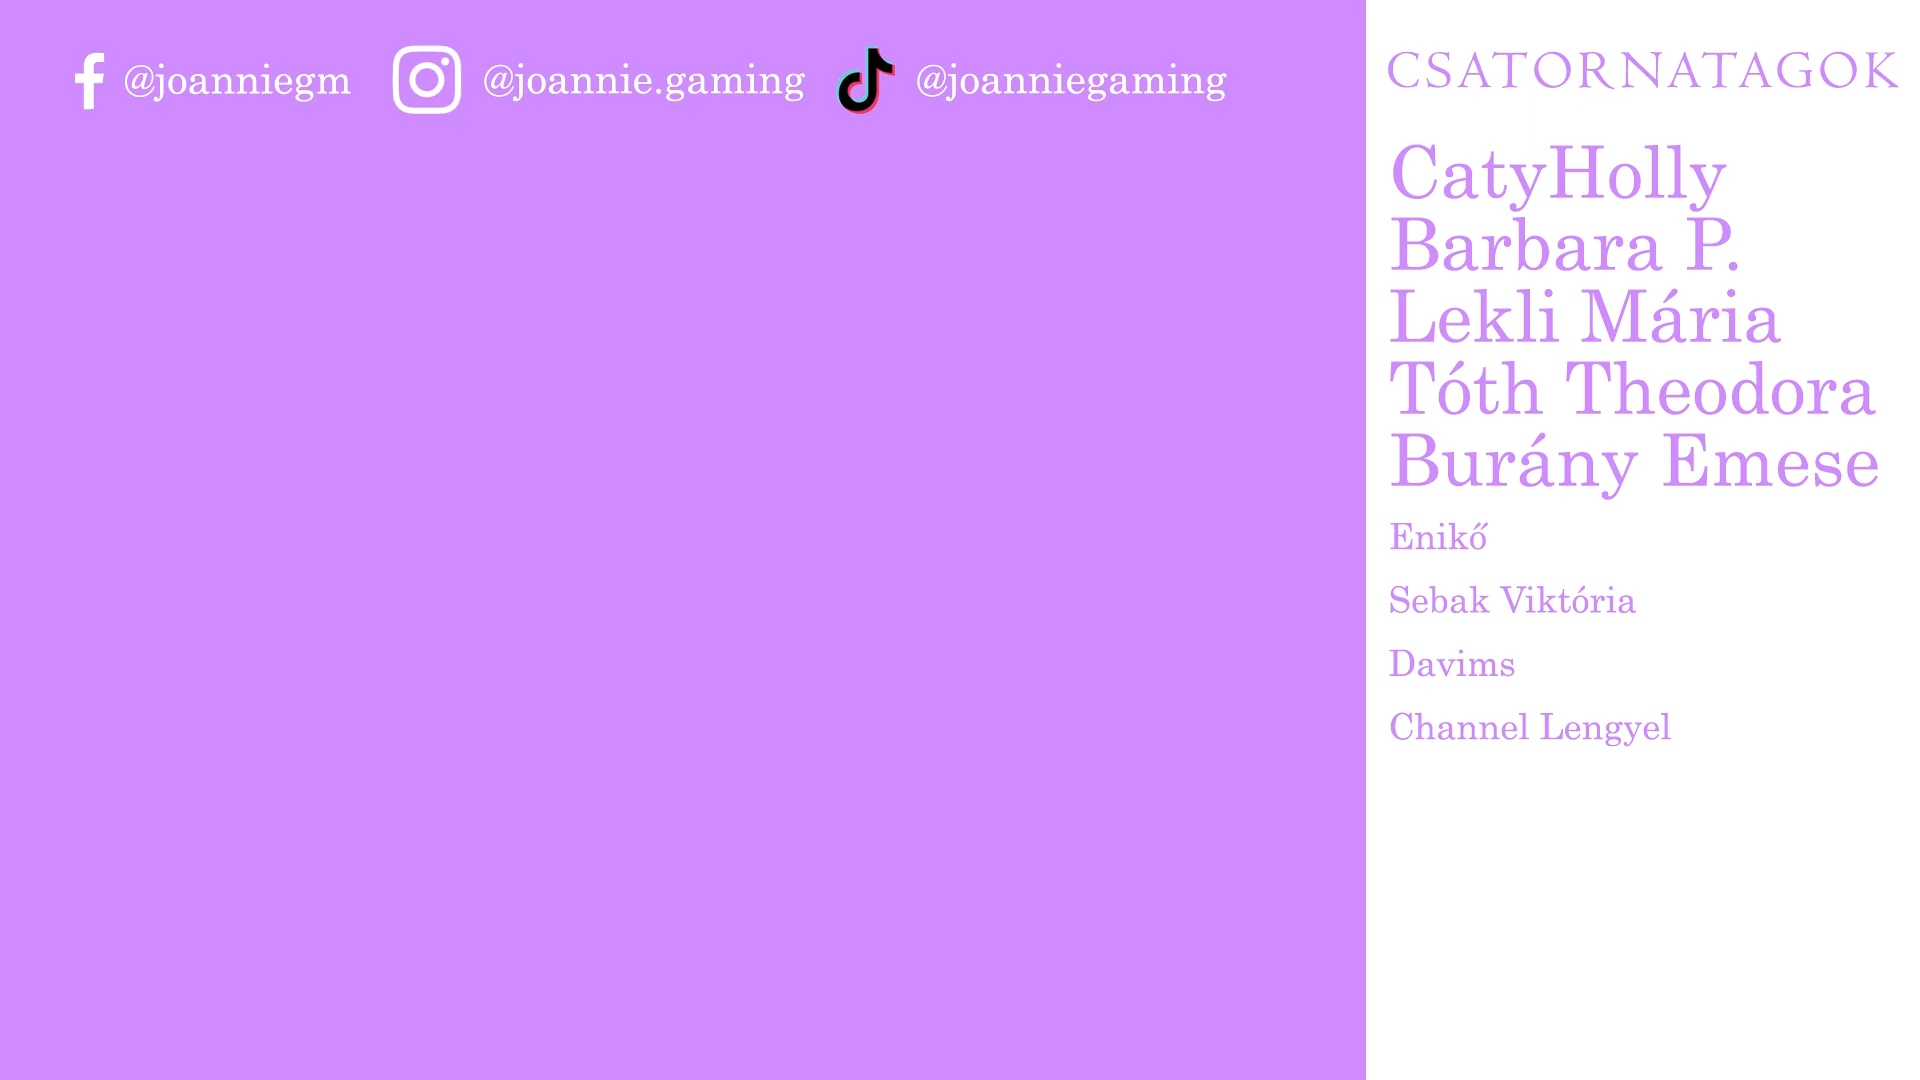 @joanniegm @joannie.gaming @joanniegaming
CSATORNATAGOK
CatyHolly
Barbara P.
Lekli Mária
Tóth Theodora
Burány Emese
Enikő
Sebak Viktória
Davims
Channel Lengyel